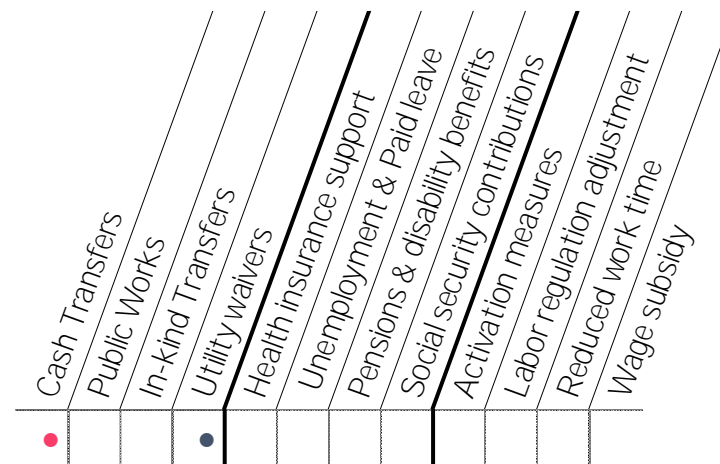 Cash Transfers
Public Works
In-kind Transfers
Utility waivers
Health insurance support
Unemployment & Paid leave
Pensions & disability benefits
Social security contributions
Activation measures
Labor regulation adjustment
Reduced work time
Wage subsidy